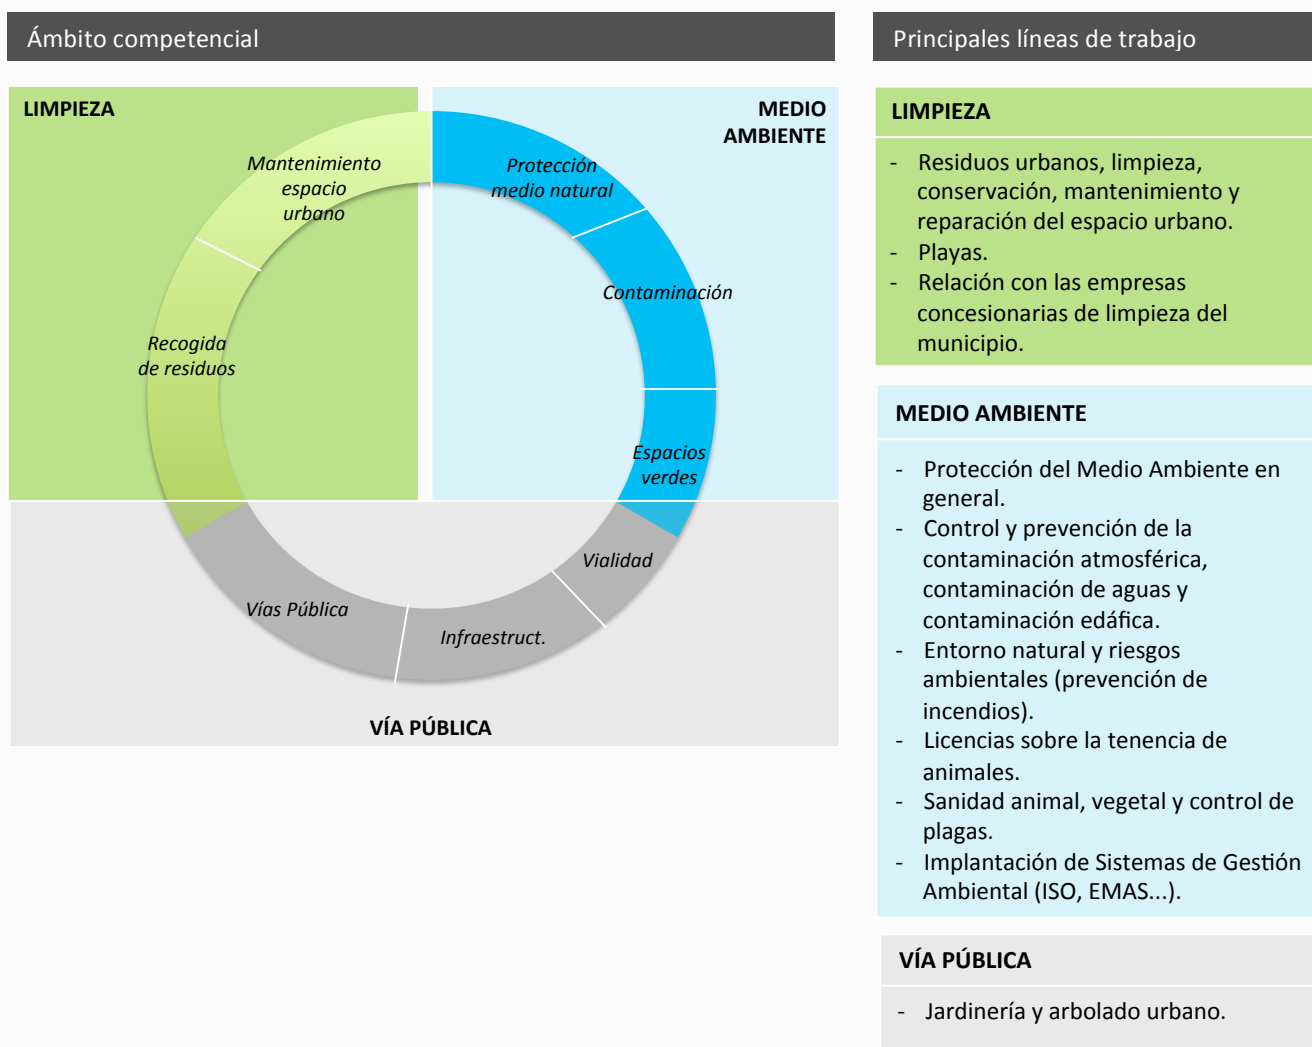 Ámbito competencial
LIMPIEZA
MEDIO
AMBIENTE
Mantenimiento
espacio
urbano
Protección
medio natural
Contaminación
Recogida
de residuos
Espacios
verdes
Vialidad
Vías Pública
Infraestruct.
VÍA PÚBLICA
Principales líneas de trabajo
LIMPIEZA
- Residuos urbanos, limpieza,
conservación, mantenimiento y
reparación del espacio urbano.
- Playas.
- Relación con las empresas
concesionarias de limpieza del
municipio.
MEDIO AMBIENTE
- Protección del Medio Ambiente en
general.
- Control y prevención de la
contaminación atmosférica,
contaminación de aguas y
contaminación edáfica.
- Entorno natural y riesgos
ambientales (prevención de
incendios).
- Licencias sobre la tenencia de
animales.
- Sanidad animal, vegetal y control de
plagas.
- Implantación de Sistemas de Gestión
Ambiental (ISO, EMAS...).
VÍA PÚBLICA
- Jardinería y arbolado urbano.